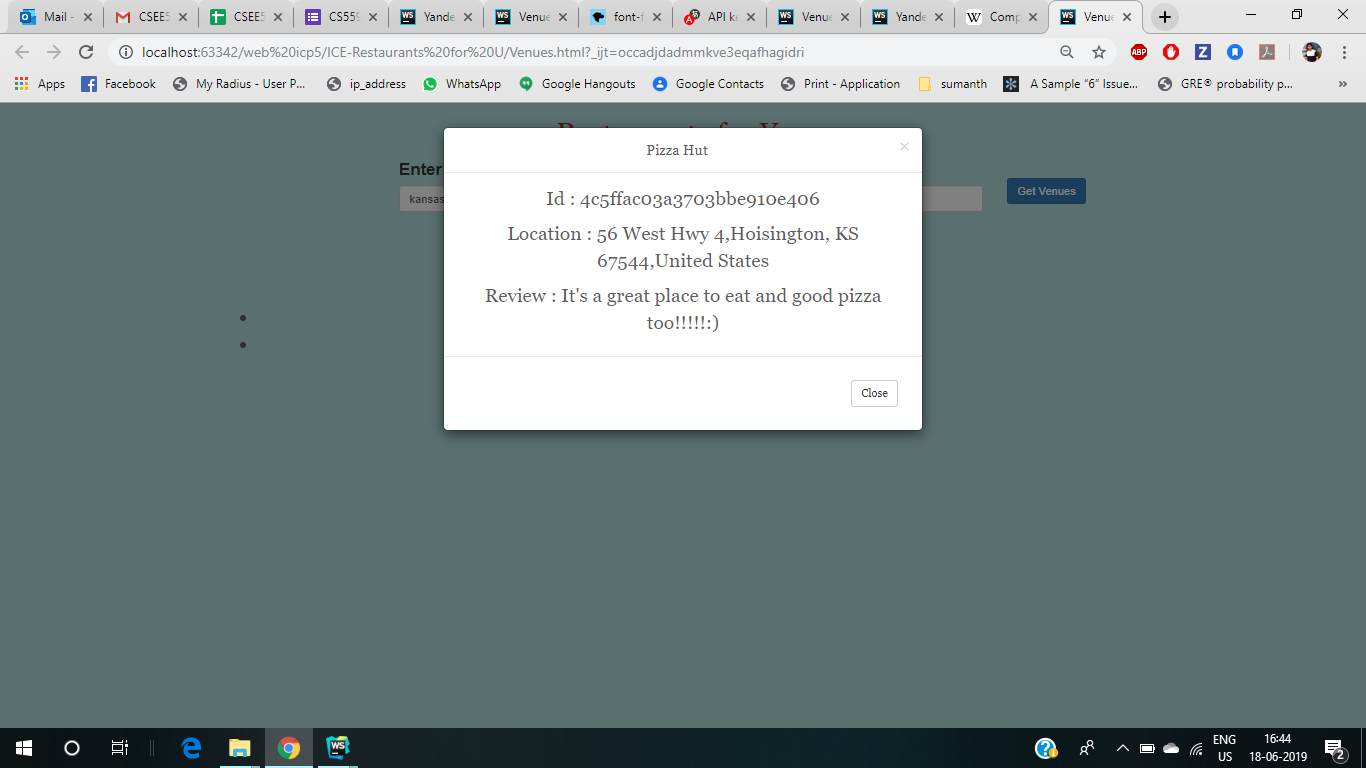 Mail - CSEE5 CSEE5 CS559 Yande Venue font-f API ke Venue Yande Comp Venue
localhost:63342/web%20icp5/ICE-Restaurants%20for%20U/Venues.html?_ijt=occadjdadmmkve3eqafhagidri
Apps Facebook My Radius - User P... ip_address WhatsApp Google Hangouts Google Contacts Print - Application sumanth A Sample “6” Issue... GRE® probability p... »
Pizza Hut ×
Enter
Id : 4c5ffac03a3703bbe910e406
kansas
Get Venues
Location : 56 West Hwy 4,Hoisington, KS
67544,United States
Review : It's a great place to eat and good pizza
too!!!!!:)
Close
ENG 16:44
US 18-06-2019 2